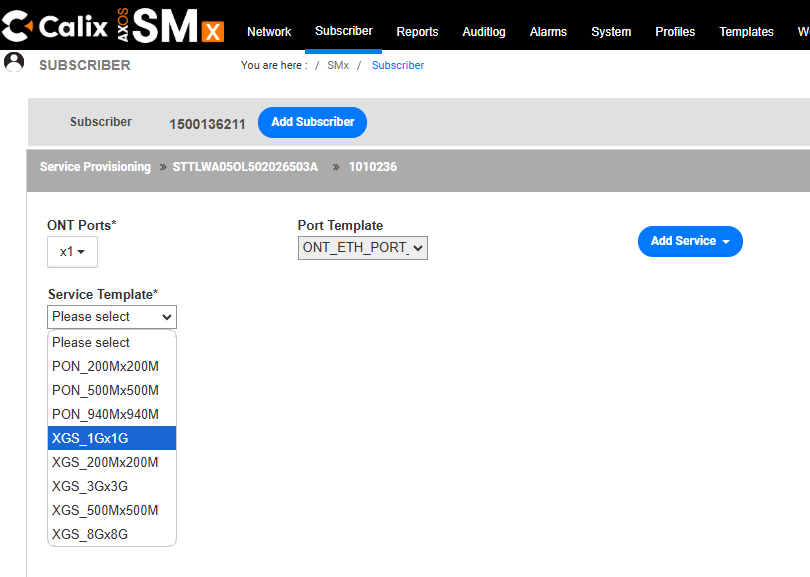 Calix AXOS SMx Network Subscriber Reports Auditlog Alarms System Profiles Templates W
SUBSCRIBER You are here : / SMx / Subscriber
Subscriber 1500136211 Add Subscriber
Service Provisioning » STTLWA05OL502026503A » 1010236
ONT Ports* Port Template
x1 ONT_ETH_PORT_ Add Service
Service Template*
Please select
Please select
PON_200Mx200M
PON_500Mx500M
PON_940Mx940M
XGS_1Gx1G
XGS_200Mx200M
XGS_3Gx3G
XGS_500Mx500M
XGS_8Gx8G